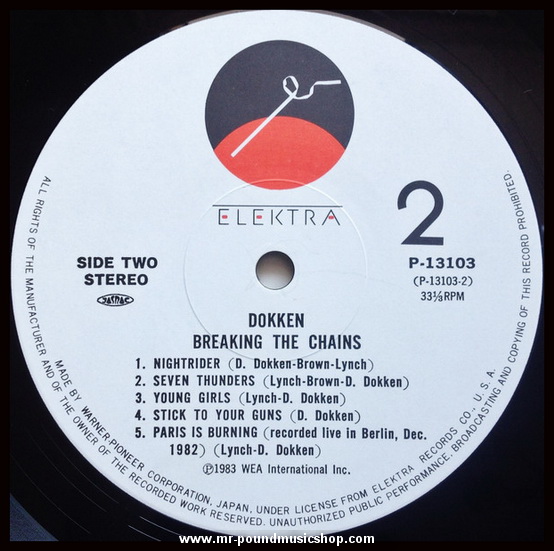 ELEKTRA
2
SIDE TWO
STEREO
JASRAC
P-13103
(P-13103-2)
33⅓RPM
DOKKEN
BREAKING THE CHAINS
1. NIGHTRIDER (D. Dokken-Brown-Lynch)
2. SEVEN THUNDERS (Lynch-Brown-D. Dokken)
3. YOUNG GIRLS (Lynch-D. Dokken)
4. STICK TO YOUR GUNS (D. Dokken)
5. PARIS IS BURNING (recorded live in Berlin, Dec.
1982) (Lynch-D. Dokken)
℗1983 WEA International Inc.
MADE BY WARNER-PIONEER CORPORATION, JAPAN, UNDER LICENSE FROM ELEKTRA RECORDS CO., U.S.A.
ALL RIGHTS OF THE MANUFACTURER AND OF THE OWNER OF THE RECORDED WORK RESERVED. UNAUTHORIZED PUBLIC PERFORMANCE, BROADCASTING AND COPYING OF THIS RECORD PROHIBITED.
www.mr-poundmusicshop.com